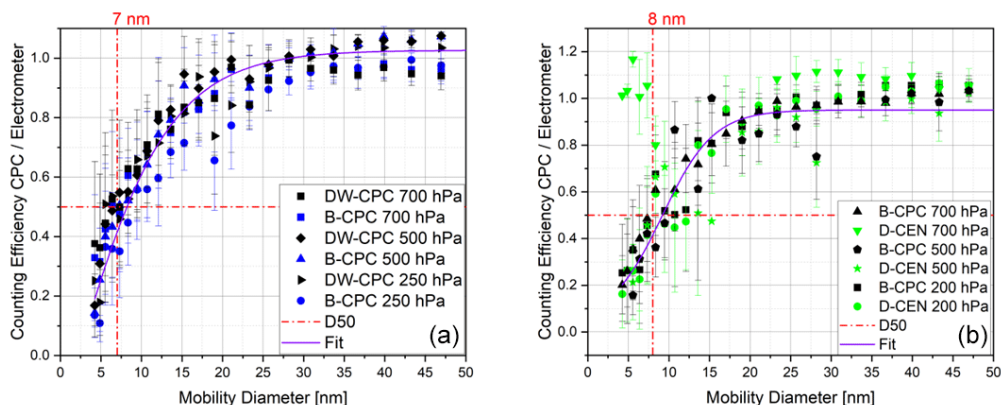 7 nm
Counting Efficiency CPC / Electrometer
1.0
0.8
0.6
0.4
0.2
0.0
DW-CPC 700 hPa
B-CPC 700 hPa
DW-CPC 500 hPa
B-CPC 500 hPa
DW-CPC 250 hPa
B-CPC 250 hPa
D50
Fit
(a)
0 5 10 15 20 25 30 35 40 45 50
Mobility Diameter [nm]
8 nm
Counting Efficiency CPC / Electrometer
1.2
1.0
0.8
0.6
0.4
0.2
0.0
B-CPC 700 hPa
D-CEN 700 hPa
B-CPC 500 hPa
D-CEN 500 hPa
B-CPC 200 hPa
D-CEN 200 hPa
D50
Fit
(b)
0 5 10 15 20 25 30 35 40 45 50
Mobility Diameter [nm]